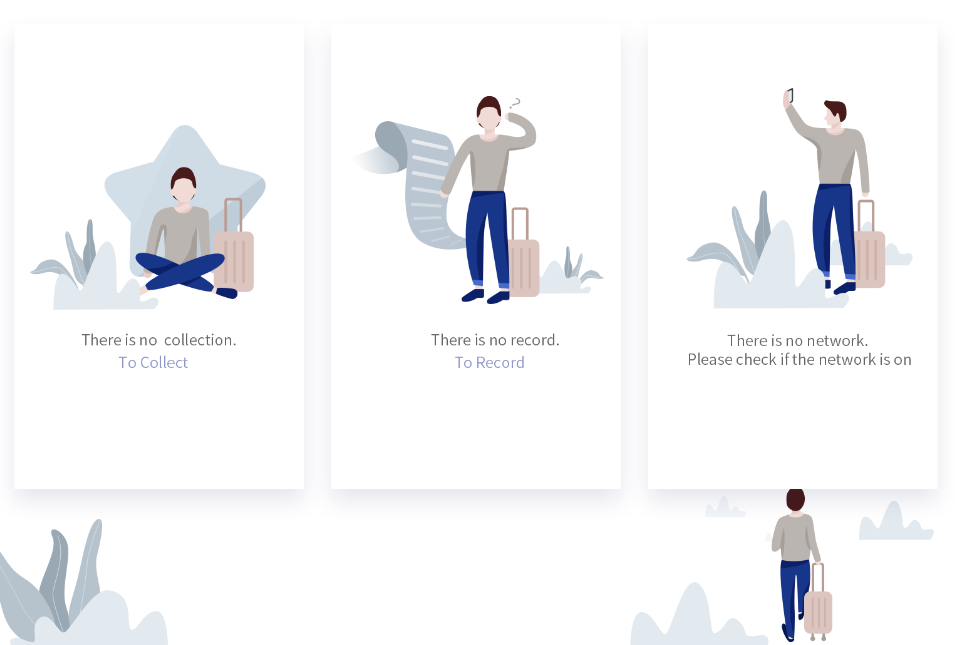 There is no collection.
To Collect
There is no record.
To Record
There is no network.
Please check if the network is on